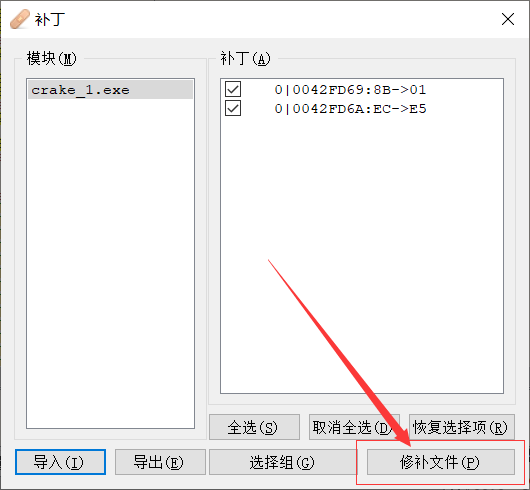 补丁
模块(M)
补丁(A)
crake_1.exe
0|0042FD69:8B->01
0|0042FD6A:EC->E5
全选(S)
取消全选(D)
恢复选择项(R)
导入(I)
导出(E)
选择组(G)
修补文件(P)